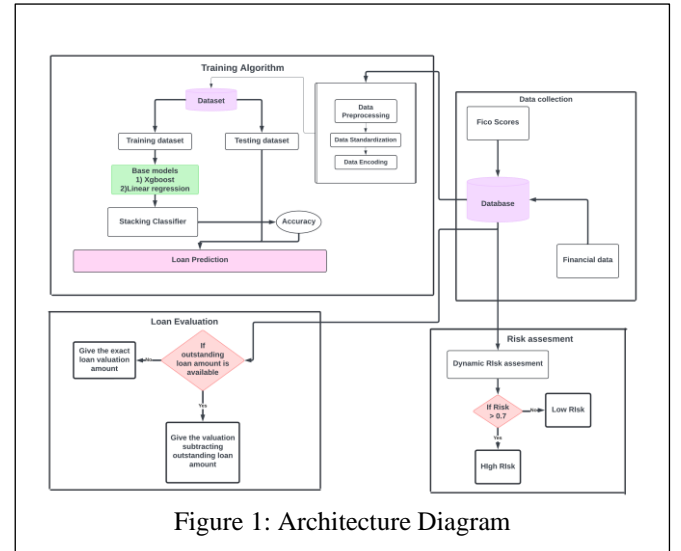 Training Algorithm
Dataset
Training dataset
Testing dataset
Base models
1) Xgboost
2)Linear regression
Stacking Classifier
Accuracy
Loan Prediction
Data
Preprocessing
Data Standardization
Data Encoding
Data collection
Fico Scores
Database
Financial data
Loan Evaluation
If
outstanding
loan amount is
available
No
Give the exact
loan valuation
amount
Yes
Give the valuation
subtracting
outstanding loan
amount
Risk assesment
Dynamic RIsk assesment
If Risk
> 0.7
No
Low RIsk
Yes
HIgh RIsk
Figure 1: Architecture Diagram